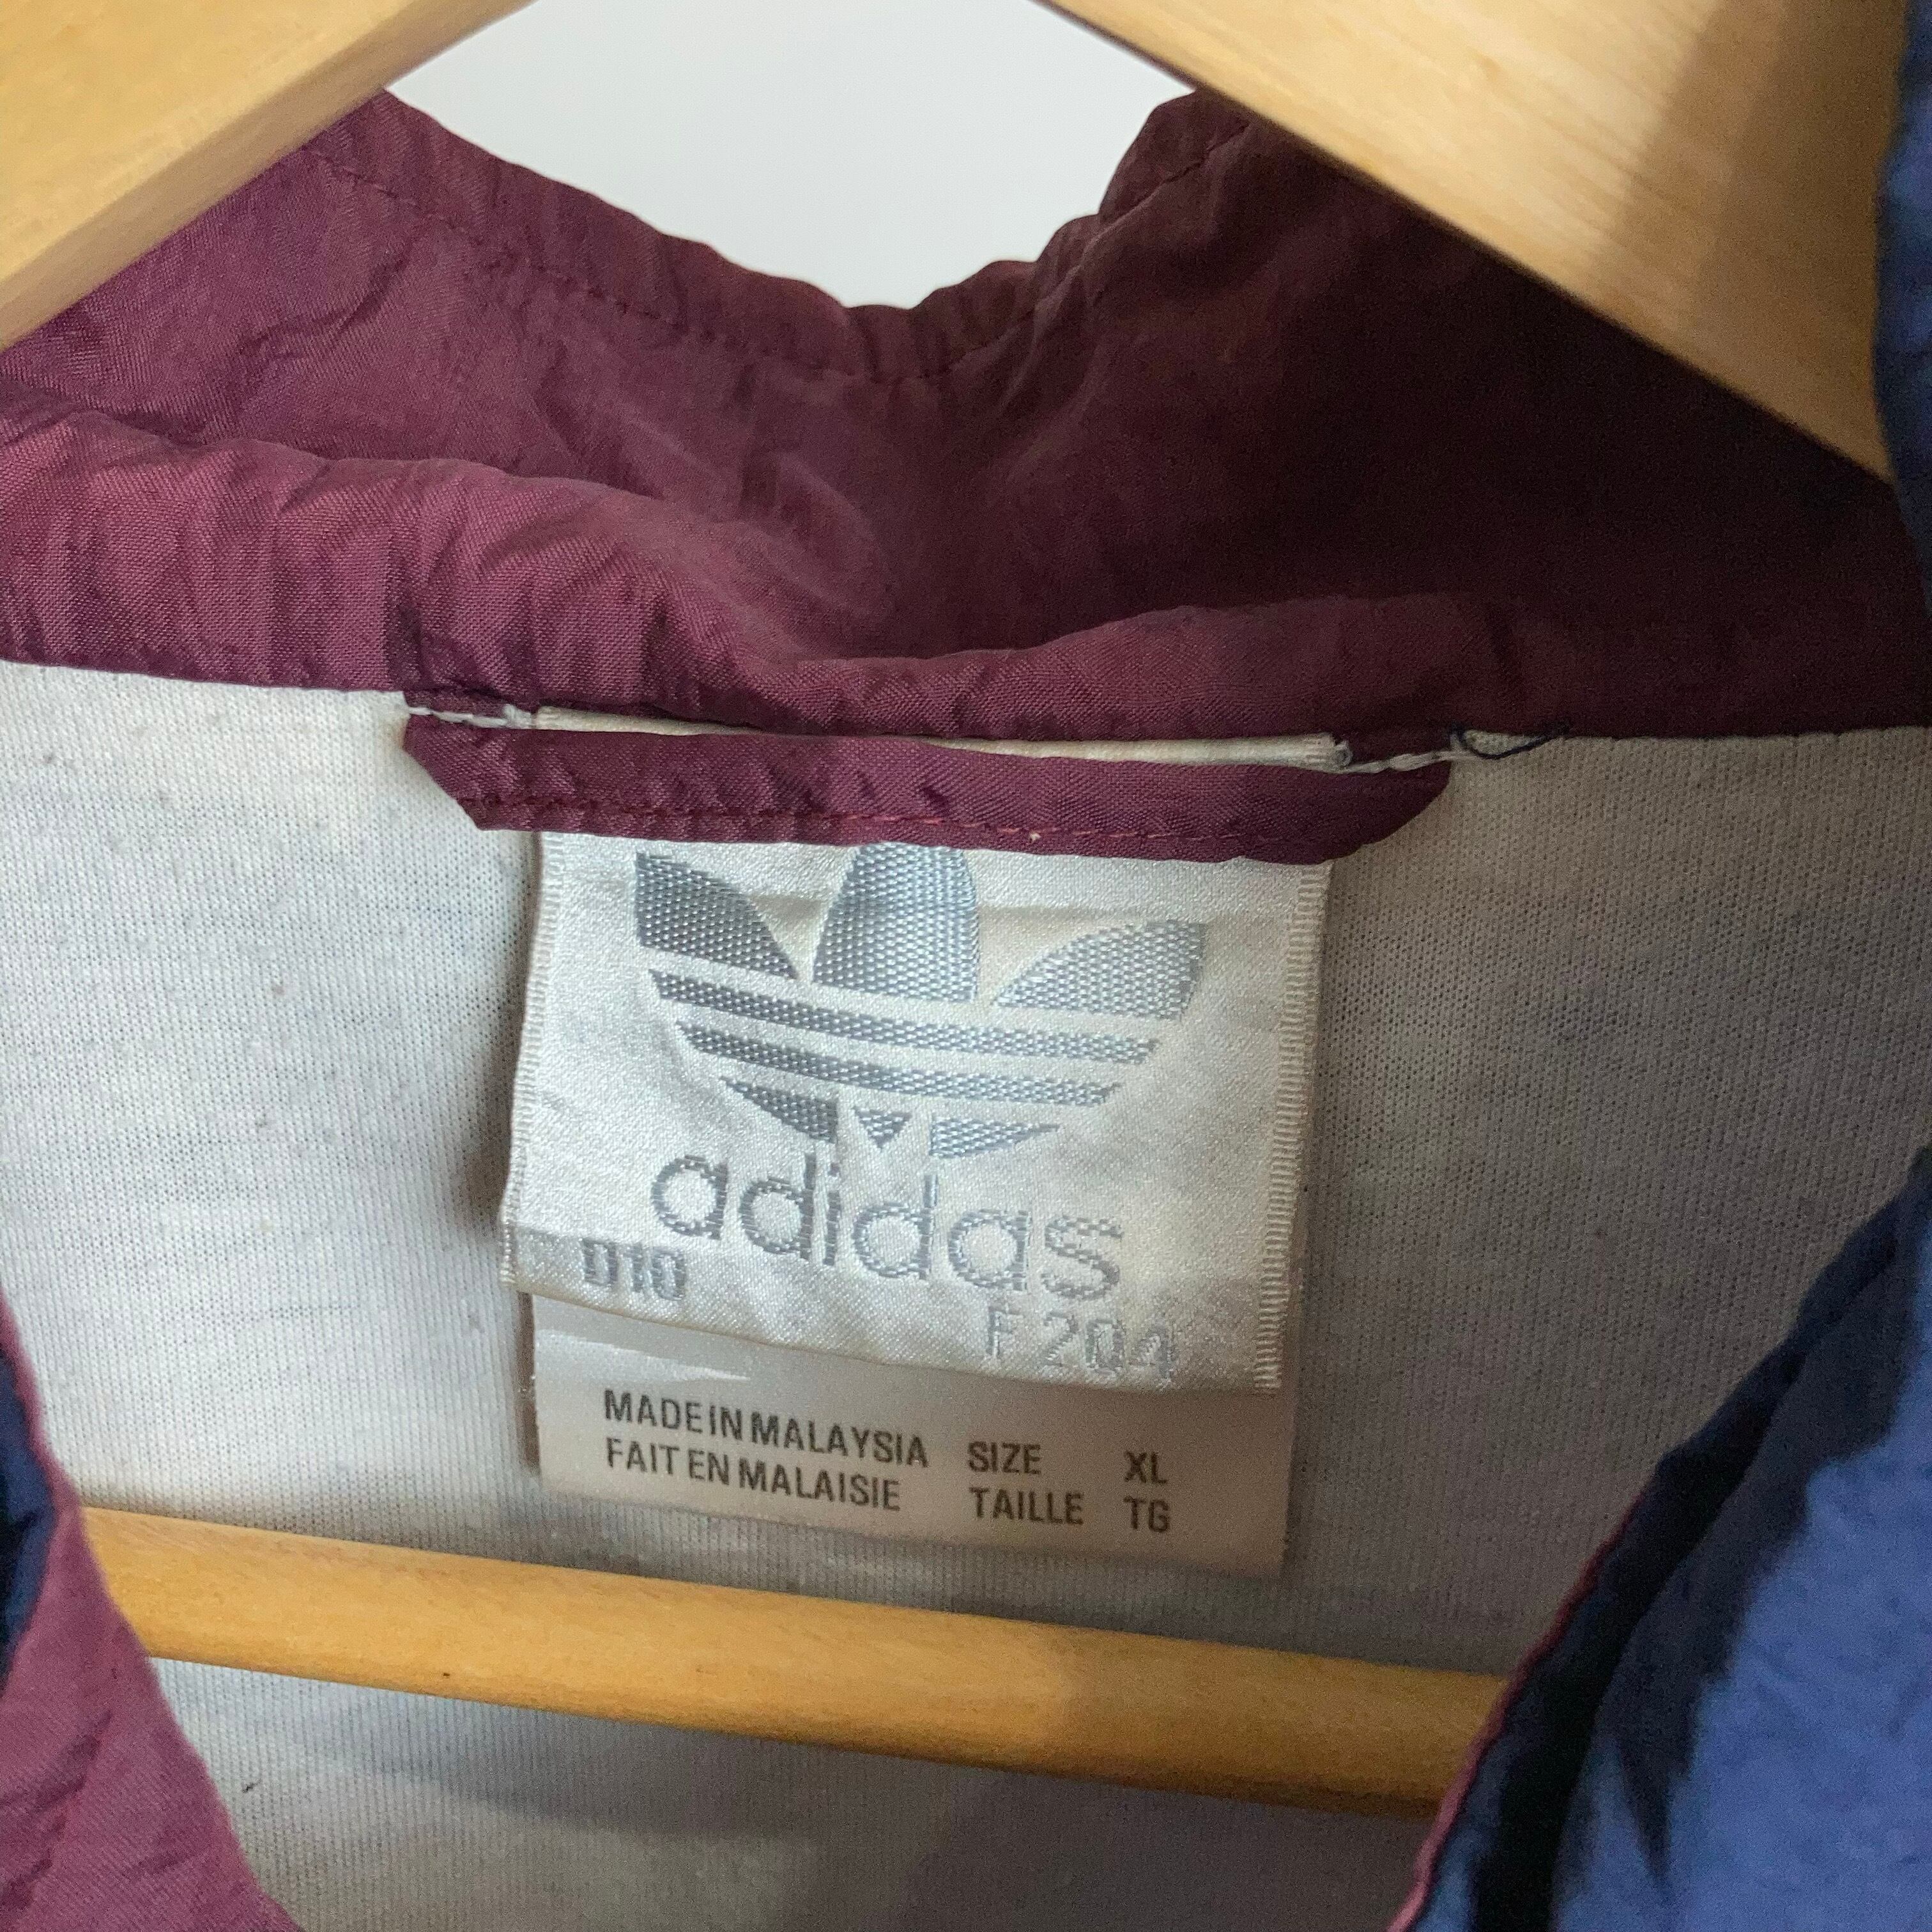 adidas
D10
F 204
MADE IN MALAYSIA SIZE XL
FAIT EN MALAISIE TAILLE TG